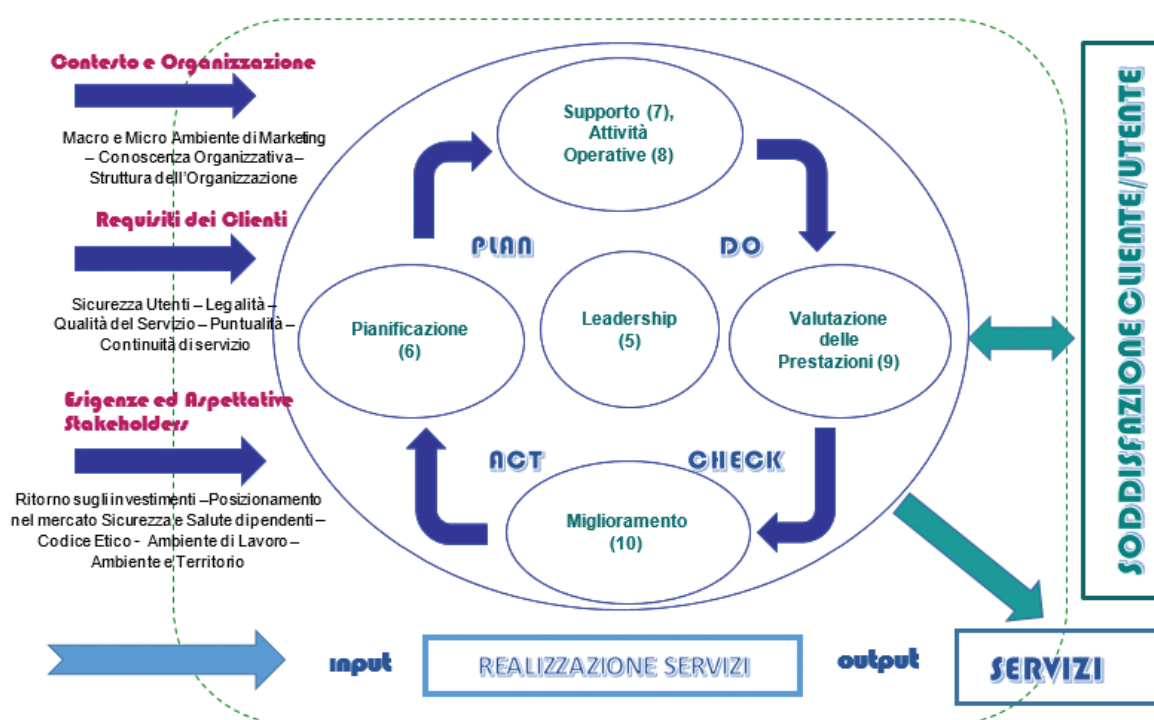 Contesto e Organizzazione
Macro e Micro Ambiente di Marketing
– Conoscenza Organizzativa –
Struttura dell'Organizzazione
Requisiti dei Clienti
Sicurezza Utenti – Legalità –
Qualità del Servizio – Puntualità –
Continuità di servizio
Esigenze ed Aspettative
Stakeholders
Ritorno sugli investimenti –Posizionamento
nel mercato Sicurezza e Salute dipendenti –
Codice Etico - Ambiente di Lavoro –
Ambiente e Territorio
Supporto (7),
Attività
Operative (8)
PLAN
DO
Pianificazione
(6)
Leadership
(5)
Valutazione
delle
Prestazioni (9)
ACT
CHECK
Miglioramento
(10)
SODDISFAZIONE CLIENTE/UTENTE
input
REALIZZAZIONE SERVIZI
output
SERVIZI